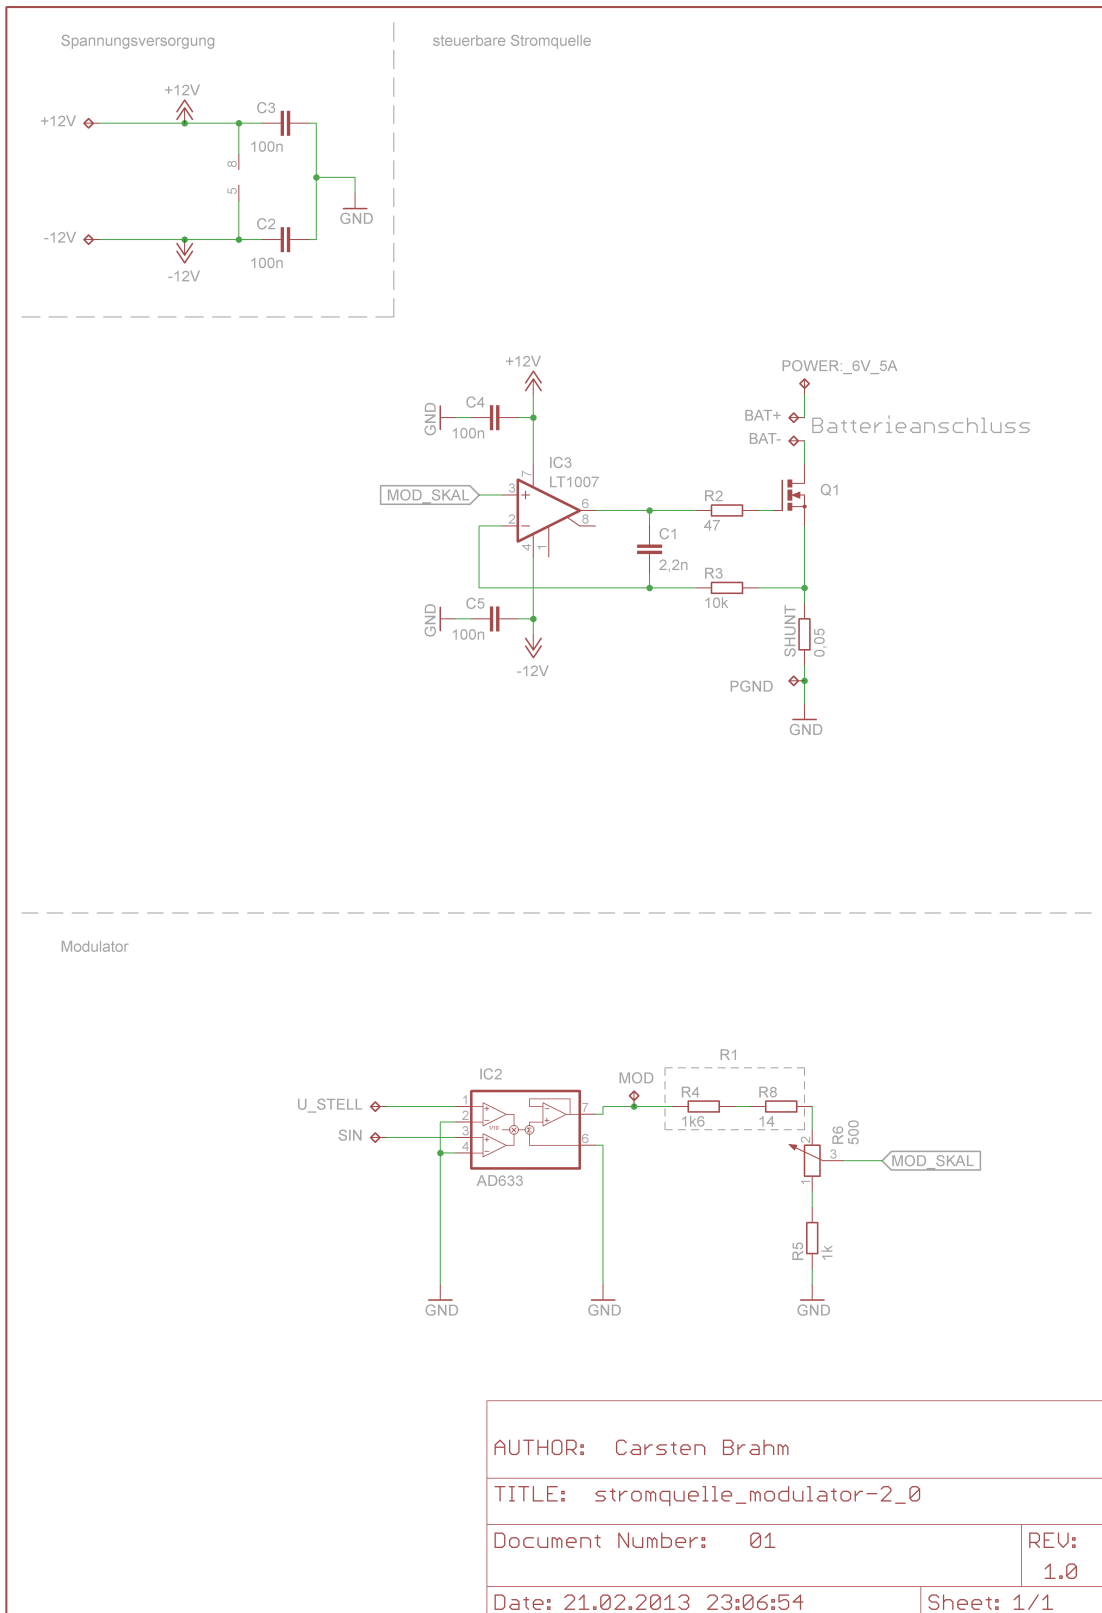 Spannungsversorgung
steuerbare Stromquelle
+12V
+12V
C3
100n
8
5
GND
-12V
C2
100n
-12V
+12V
POWER:_6V_5A
GND
C4
100n
BAT+
BAT-
Batterieanschluss
IC3
LT1007
MOD_SKAL
3
2
7
6
8
4
1
R2
47
Q1
C1
2,2n
R3
10k
GND
C5
100n
-12V
SHUNT
0,05
PGND
GND
Modulator
R1
IC2
MOD
R4
1k6
R8
14
U_STELL
SIN
1
2
3
4
1/10
7
6
AD633
2
1
3
R6
500
MOD_SKAL
R5
1k
GND
GND
GND
AUTHOR: Carsten Brahm
TITLE: stromquelle_modulator-2_0
Document Number: 01
REV:
1.0
Date: 21.02.2013 23:06:54
Sheet: 1/1